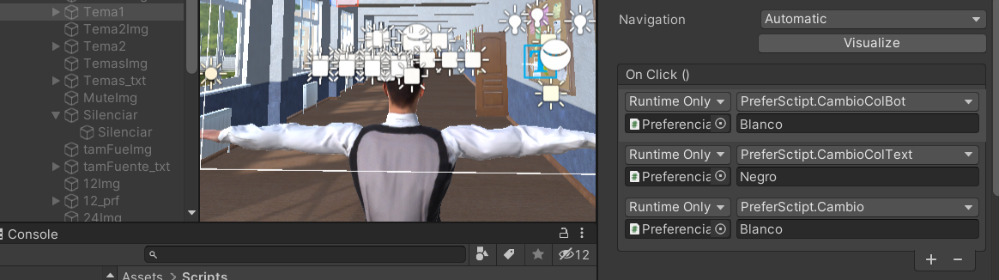 Tema1
Tema2Img
Tema2
TemasImg
Temas_txt
MuteImg
Silenciar
Silenciar
tamFueImg
tamFuente_txt
12Img
12_prf
24Img
Console
12
Assets > Scripts
Navigation
Automatic
Visualize
On Click ()
Runtime Only PreferSctipt.CambioColBot
Preferencia Blanco
Runtime Only PreferSctipt.CambioColText
Preferencia Negro
Runtime Only PreferSctipt.Cambio
Preferencia Blanco